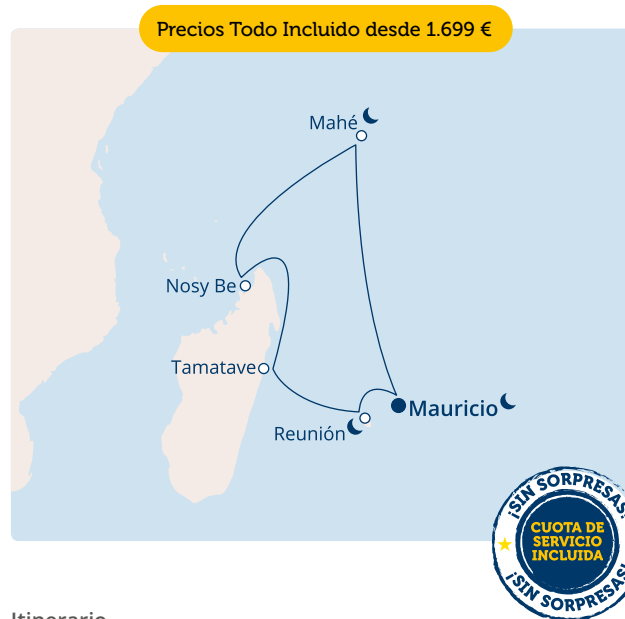 Precios Todo Incluido desde 1.699 €
Mahé
Nosy Be
Tamatave
Mauricio
Reunión
¡SIN SORPRESAS!
CUOTA DE
SERVICIO
INCLUIDA
¡SIN SORPRESAS!
Itinerario